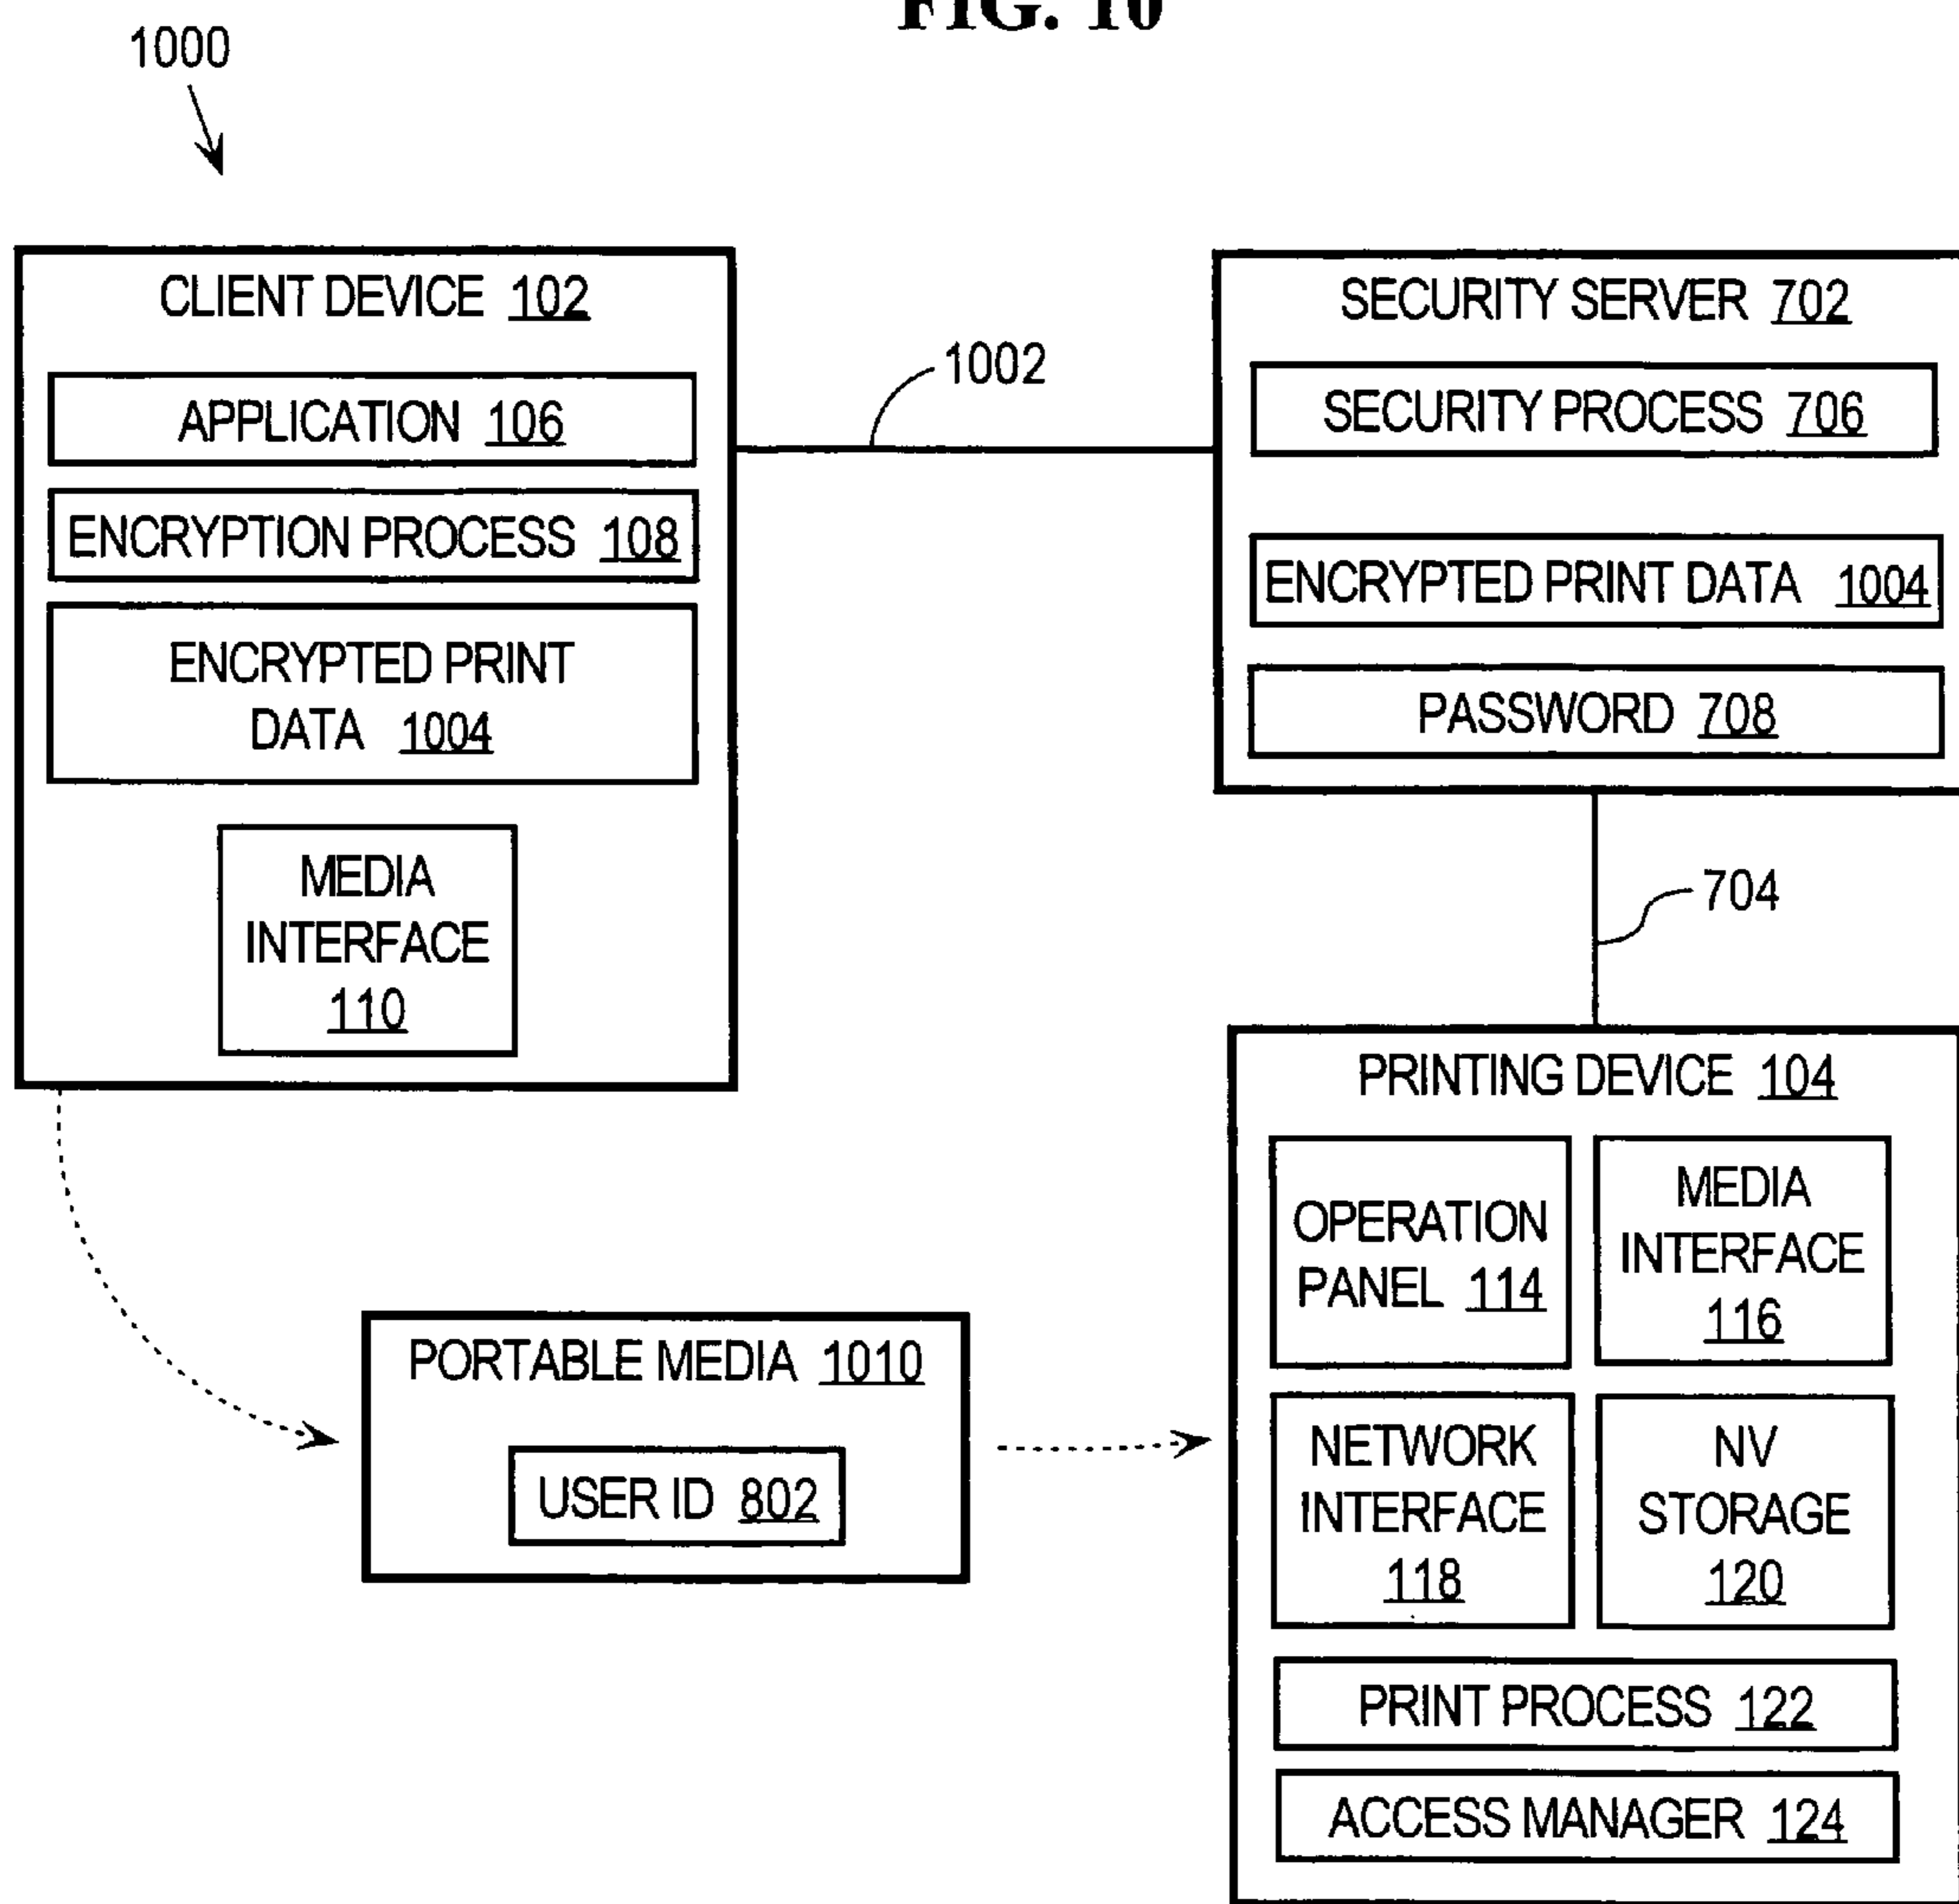 FIG. 10
1000
CLIENT DEVICE 102
APPLICATION 106
ENCRYPTION PROCESS 108
ENCRYPTED PRINT
DATA 1004
MEDIA
INTERFACE
110
1002
SECURITY SERVER 702
SECURITY PROCESS 706
ENCRYPTED PRINT DATA 1004
PASSWORD 708
704
PORTABLE MEDIA 1010
USER ID 802
PRINTING DEVICE 104
OPERATION
PANEL 114
MEDIA
INTERFACE
116
NETWORK
INTERFACE
118
NV
STORAGE
120
PRINT PROCESS 122
ACCESS MANAGER 124